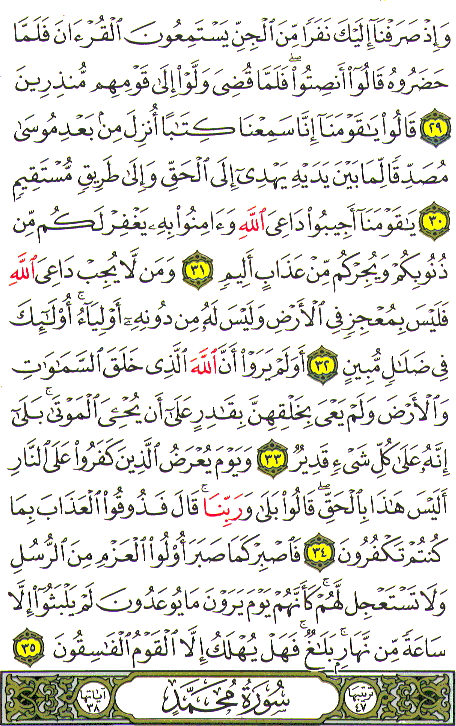 وَإِذْ صَرَفْنَآ إِلَيْكَ نَفَرًا مِّنَ ٱلْجِنِّ يَسْتَمِعُونَ ٱلْقُرْءَانَ فَلَمَّا
حَضَرُوهُ قَالُوٓا۟ أَنصِتُوا۟ ۖ فَلَمَّا قُضِىَ وَلَّوْا۟ إِلَىٰ قَوْمِهِم مُّنذِرِينَ
٢٩ قَالُوا۟ يَـٰقَوْمَنَآ إِنَّا سَمِعْنَا كِتَـٰبًا أُنزِلَ مِنۢ بَعْدِ مُوسَىٰ
مُصَدِّقًا لِّمَا بَيْنَ يَدَيْهِ يَهْدِىٓ إِلَى ٱلْحَقِّ وَإِلَىٰ طَرِيقٍ مُّسْتَقِيمٍ
٣٠ يَـٰقَوْمَنَآ أَجِيبُوا۟ دَاعِىَ ٱللَّهِ وَءَامِنُوا۟ بِهِۦ يَغْفِرْ لَكُم مِّن
ذُنُوبِكُمْ وَيُجِرْكُم مِّنْ عَذَابٍ أَلِيمٍ ٣١ وَمَن لَّا يُجِبْ دَاعِىَ ٱللَّهِ
فَلَيْسَ بِمُعْجِزٍ فِى ٱلْأَرْضِ وَلَيْسَ لَهُۥ مِن دُونِهِۦٓ أَوْلِيَآءُ ۚ أُو۟لَـٰٓئِكَ
فِى ضَلَـٰلٍ مُّبِينٍ ٣٢ أَوَلَمْ يَرَوْا۟ أَنَّ ٱللَّهَ ٱلَّذِى خَلَقَ ٱلسَّمَـٰوَٰتِ
وَٱلْأَرْضَ وَلَمْ يَعْىَ بِخَلْقِهِنَّ بِقَـٰدِرٍ عَلَىٰٓ أَن يُحْـِۧىَ ٱلْمَوْتَىٰ ۚ بَلَىٰٓ
إِنَّهُۥ عَلَىٰ كُلِّ شَىْءٍ قَدِيرٌ ٣٣ وَيَوْمَ يُعْرَضُ ٱلَّذِينَ كَفَرُوا۟ عَلَى ٱلنَّارِ
أَلَيْسَ هَـٰذَا بِٱلْحَقِّ ۖ قَالُوا۟ بَلَىٰ وَرَبِّنَا ۚ قَالَ فَذُوقُوا۟ ٱلْعَذَابَ بِمَا
كُنتُمْ تَكْفُرُونَ ٣٤ فَٱصْبِرْ كَمَا صَبَرَ أُو۟لُوا۟ ٱلْعَزْمِ مِنَ ٱلرُّسُلِ
وَلَا تَسْتَعْجِل لَّهُمْ ۚ كَأَنَّهُمْ يَوْمَ يَرَوْنَ مَا يُوعَدُونَ لَمْ يَلْبَثُوٓا۟ إِلَّا
سَاعَةً مِّن نَّهَارٍۭ ۚ بَلَـٰغٌ ۚ فَهَلْ يُهْلَكُ إِلَّا ٱلْقَوْمُ ٱلْفَـٰسِقُونَ ٣٥
ترتيبها ٤٧ سُورَةُ مُحَمَّدٍ آياتها ٣٨